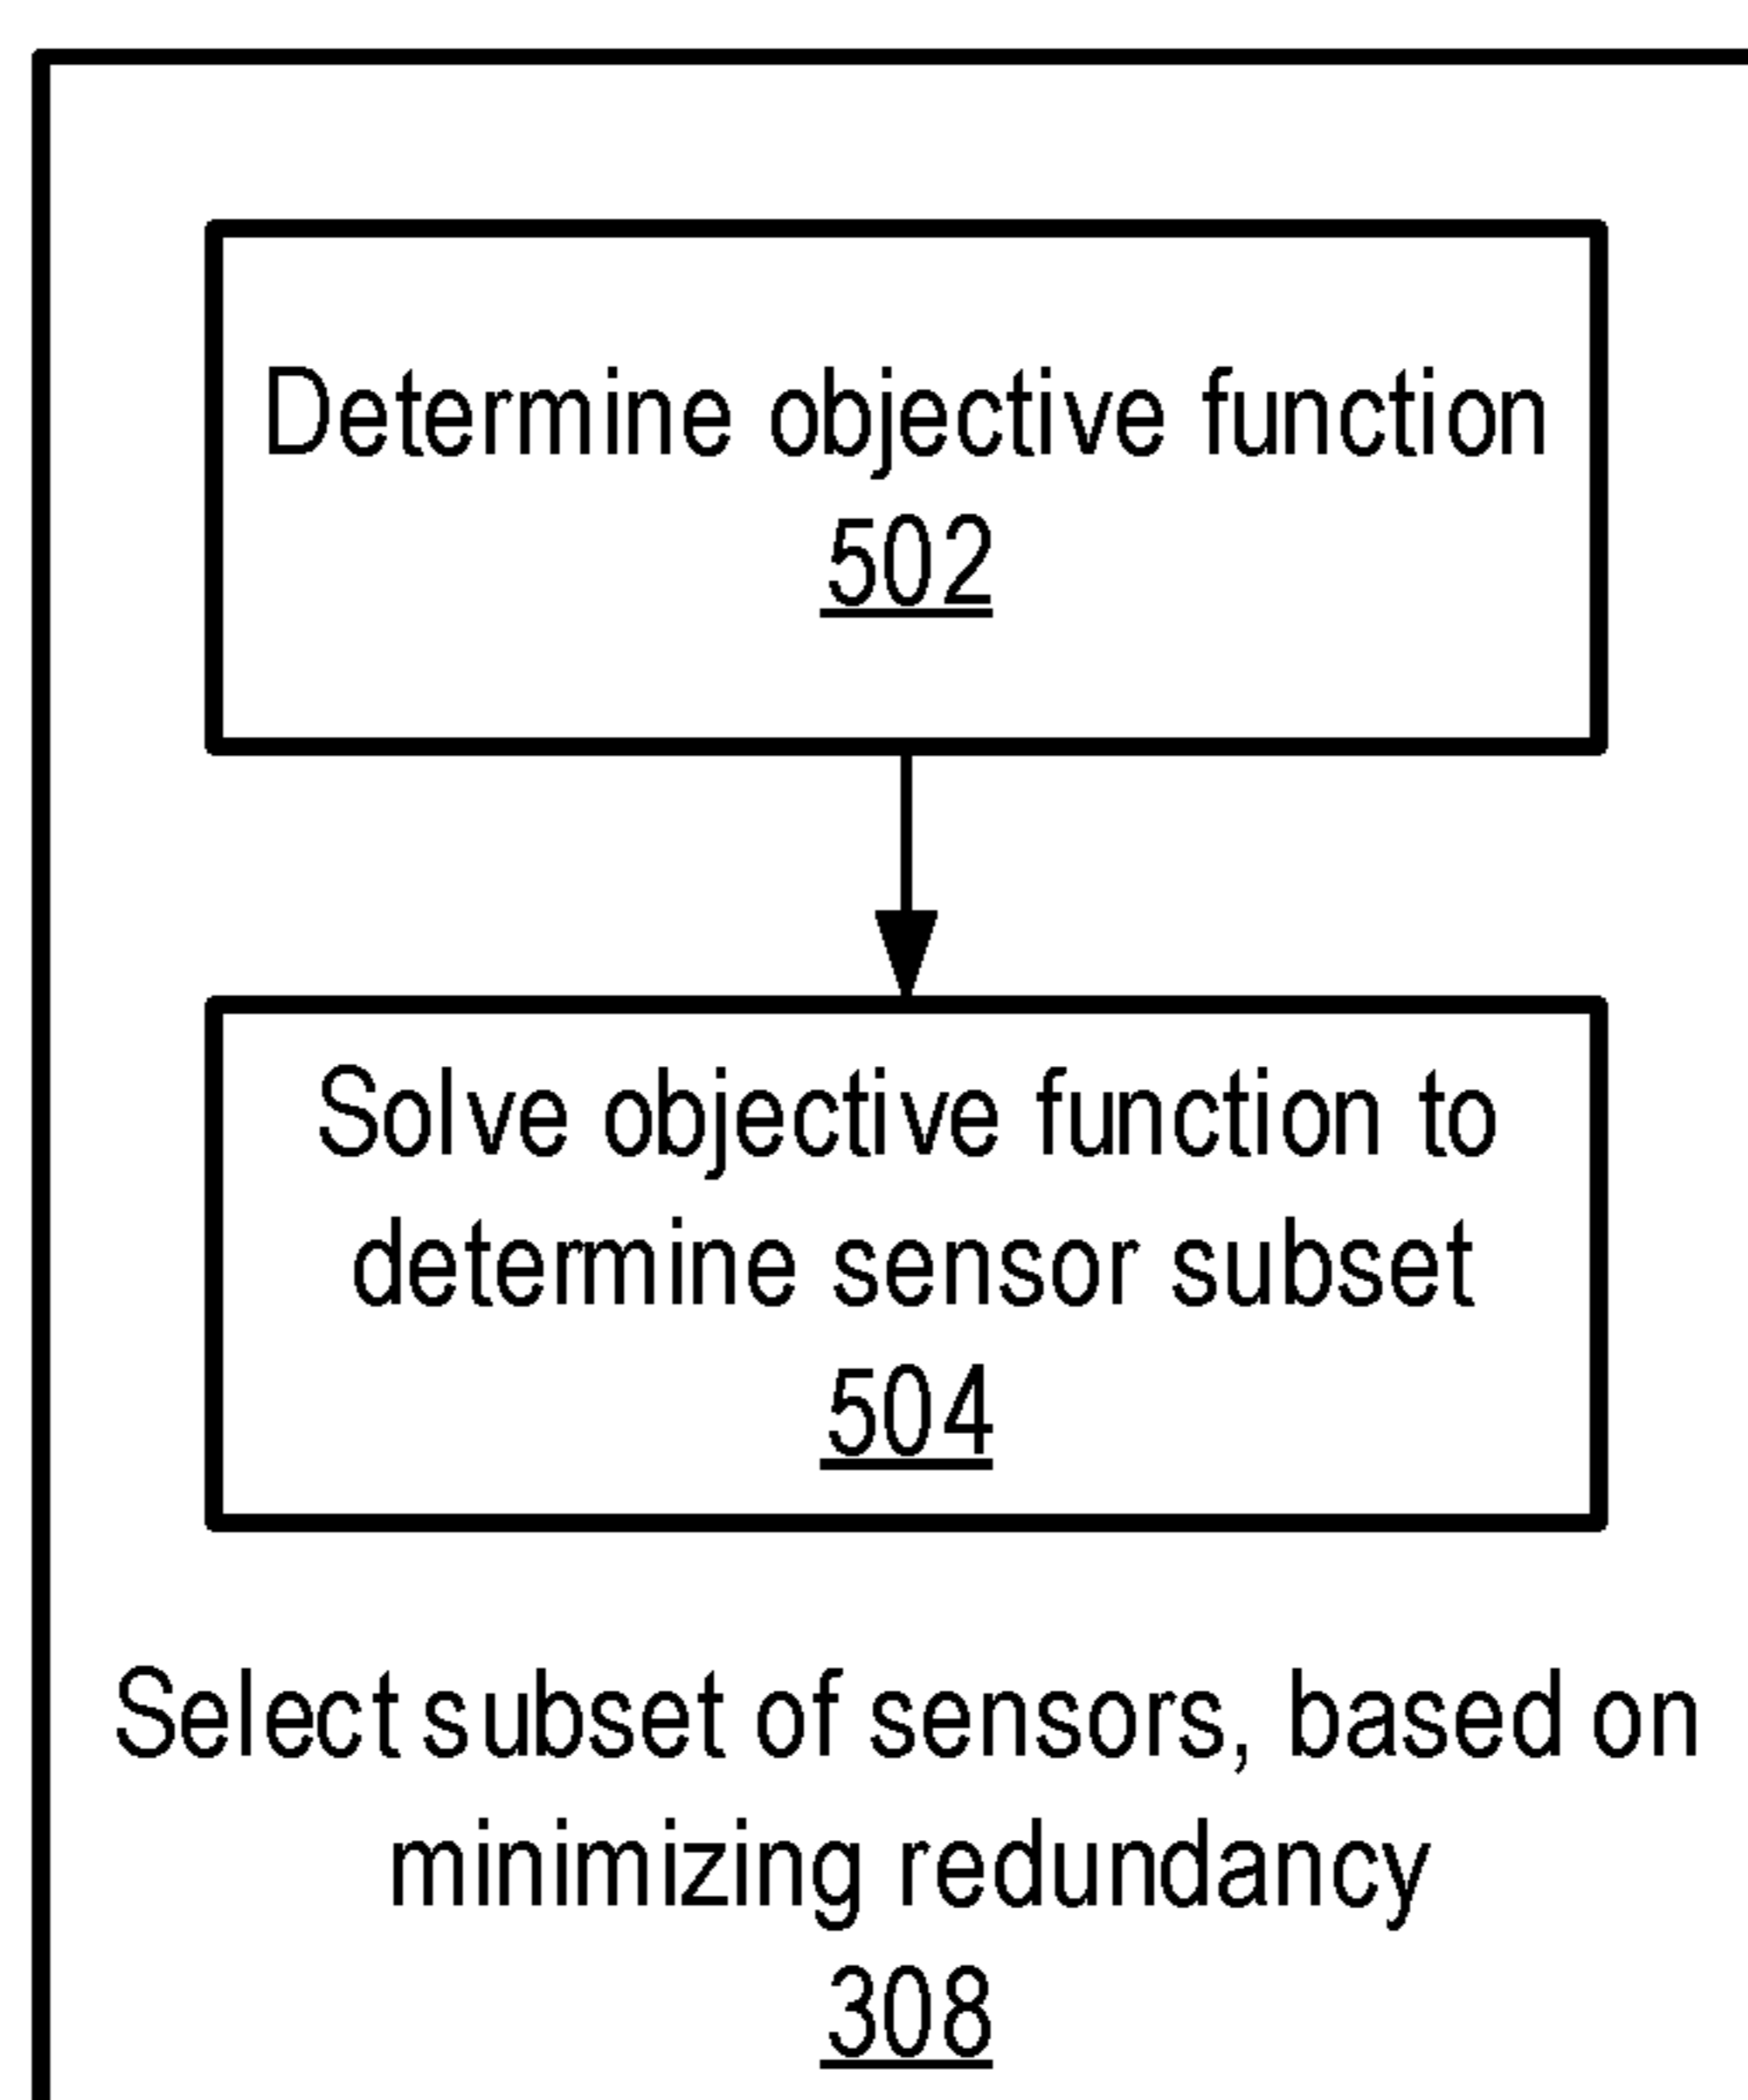 Determine objective function
502
Solve objective function to
determine sensor subset
504
Select subset of sensors, based on
minimizing redundancy
308